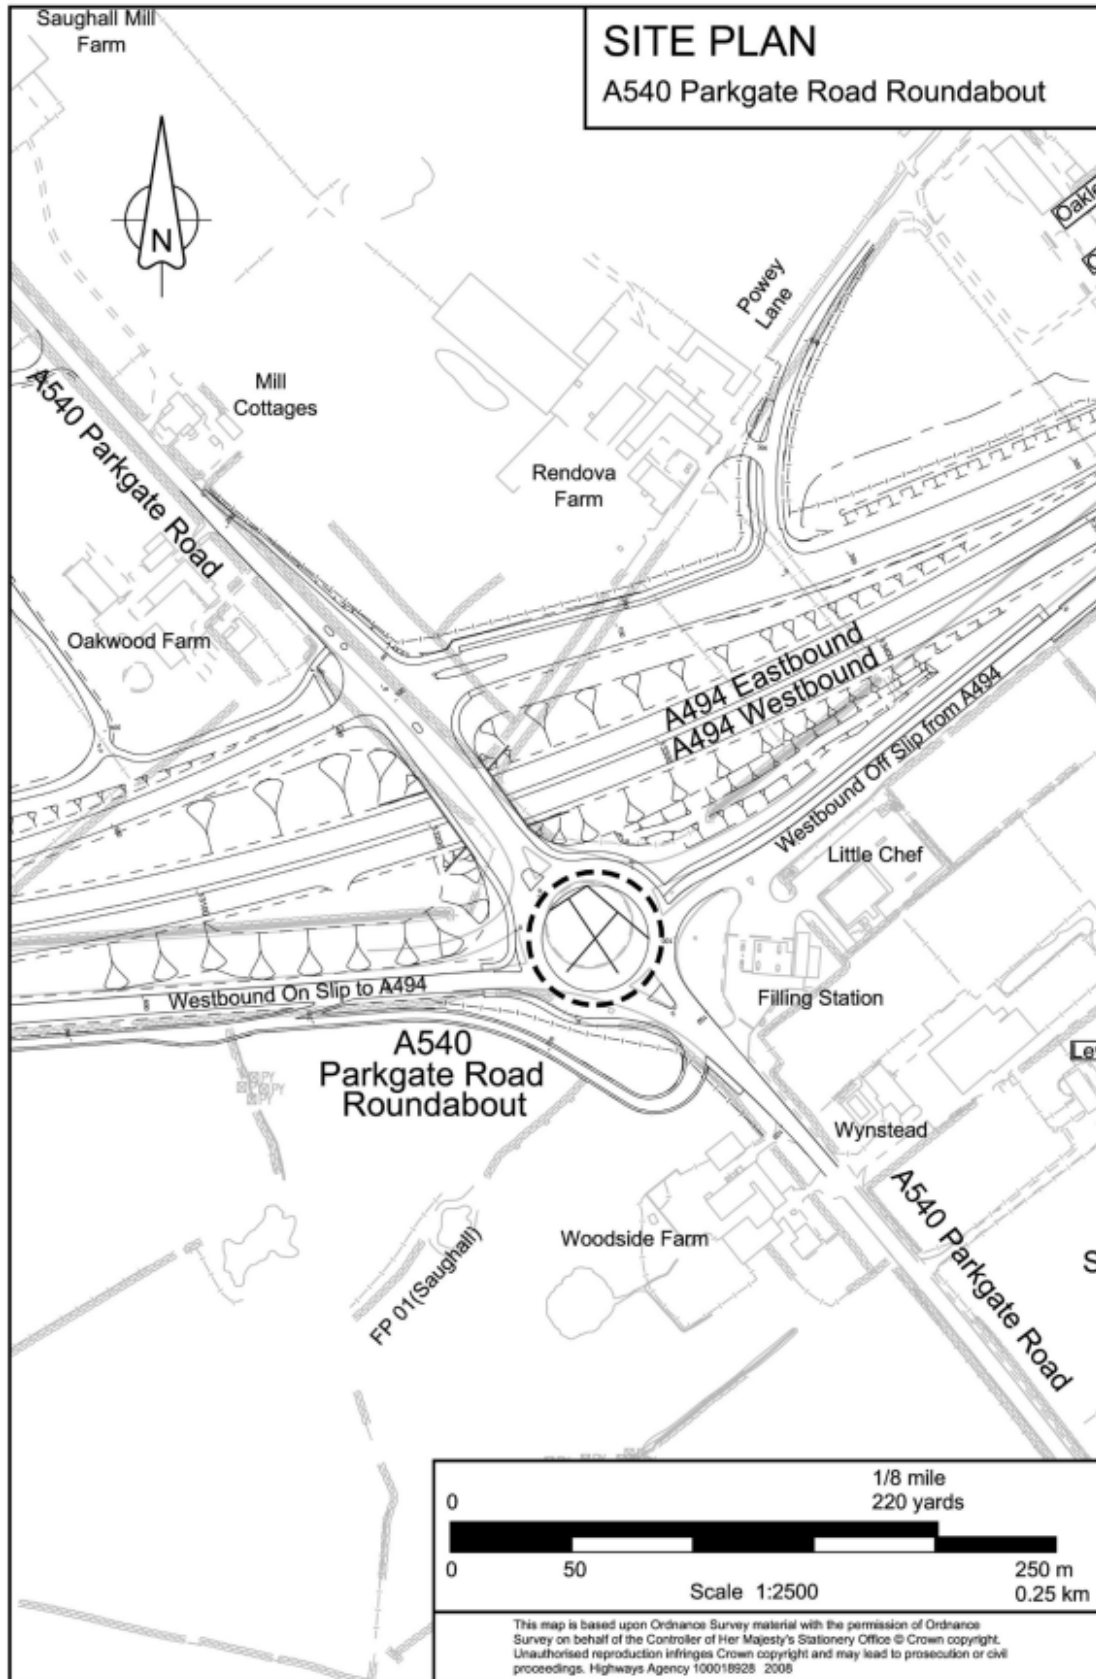 Saughall Mill
Farm
SITE PLAN
A540 Parkgate Road Roundabout
N
Powey
Lane
A540 Parkgate Road
Mill
Cottages
Rendova
Farm
Oakwood Farm
A494 Eastbound
A494 Westbound
Westbound Off Slip from A494
Little Chef
Westbound On Slip to A494
Filling Station
A540
Parkgate Road
Roundabout
Wynstead
Woodside Farm
FP 01(Saughall)
A540 Parkgate Road
1/8 mile
0 220 yards
0 50 250 m
Scale 1:2500 0.25 km
This map is based upon Ordnance Survey material with the permission of Ordnance
Survey on behalf of the Controller of Her Majesty's Stationery Office © Crown copyright.
Unauthorised reproduction infringes Crown copyright and may lead to prosecution or civil
proceedings. Highways Agency 100018928 2008